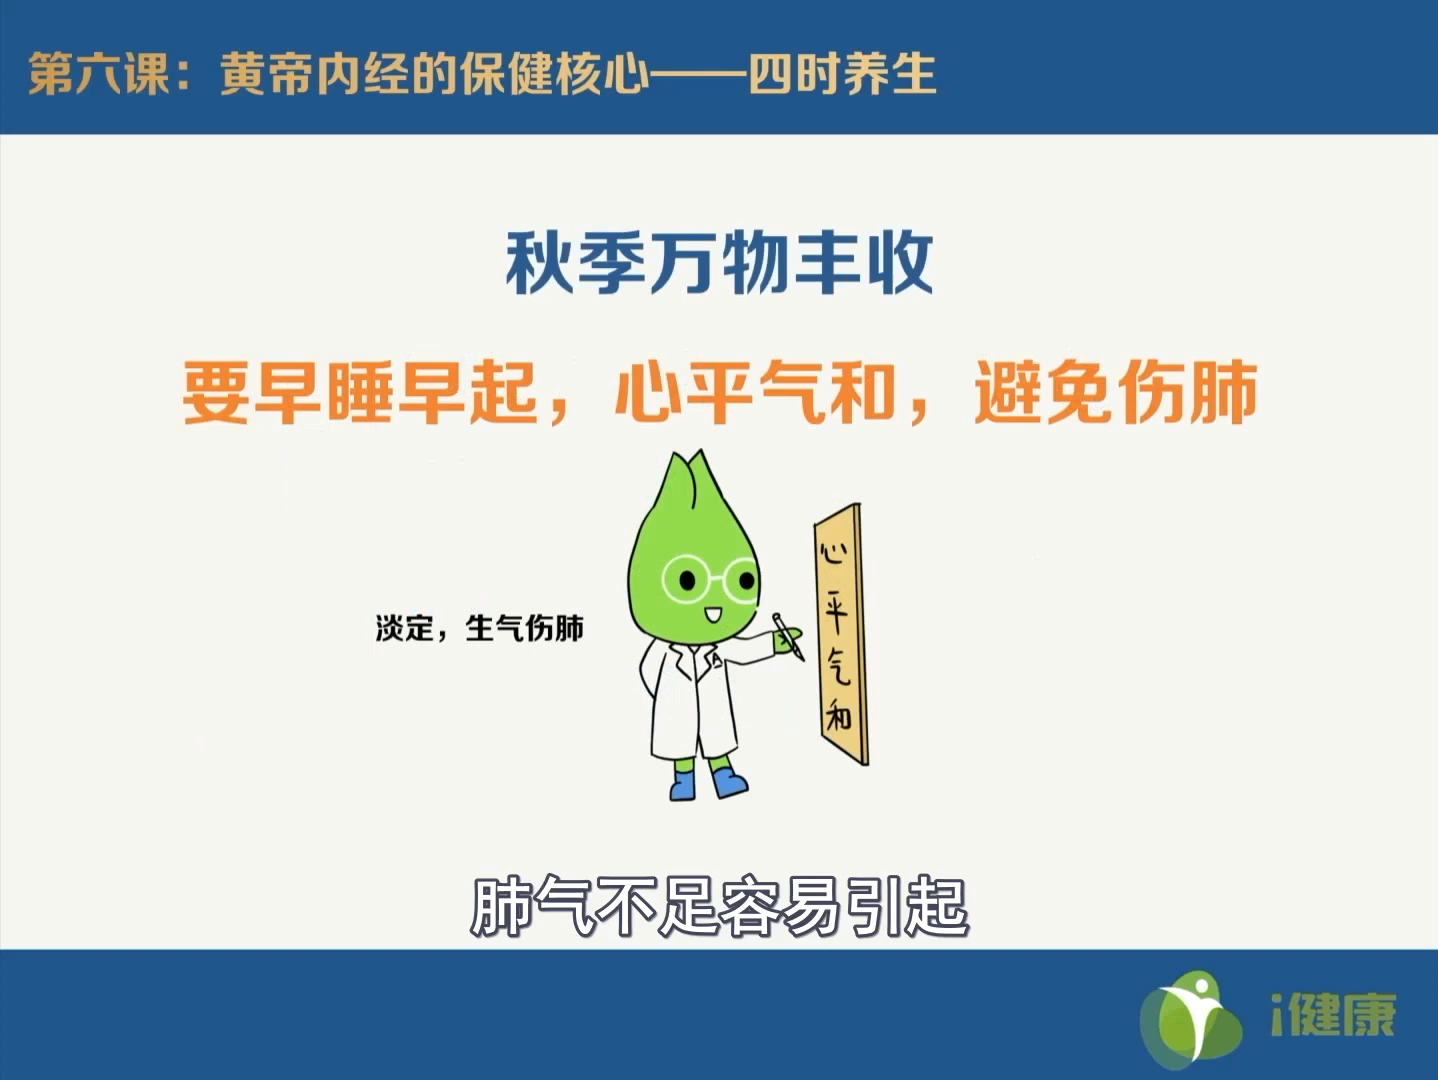 第六课：黄帝内经的保健核心——四时养生
秋季万物丰收
要早睡早起，心平气和，避免伤肺
淡定，生气伤肺
心
平
气
和
肺气不足容易引起
i健康